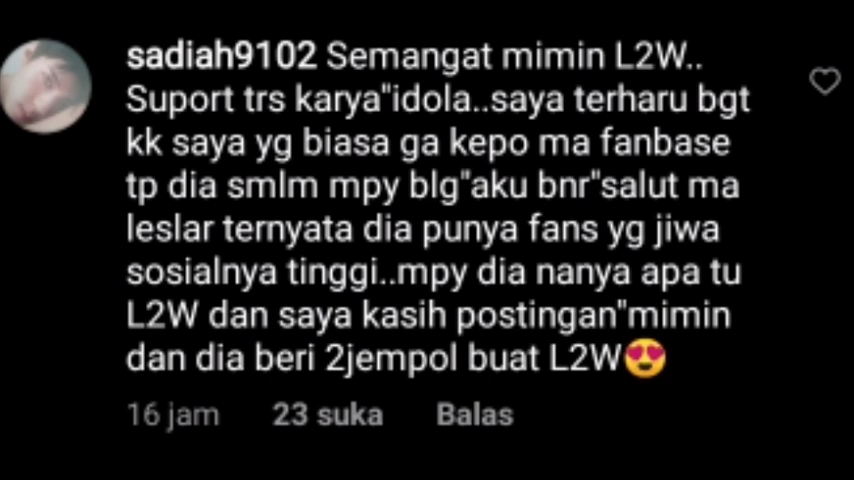 sadiah9102 Semangat mimin L2W..
Suport trs karya"idola..saya terharu bgt
kk saya yg biasa ga kepo ma fanbase
tp dia smlm mpy blg"aku bnr"salut ma
leslar ternyata dia punya fans yg jiwa
sosialnya tinggi..mpy dia nanya apa tu
L2W dan saya kasih postingan"mimin
dan dia beri 2jempol buat L2W😍
16 jam 23 suka Balas